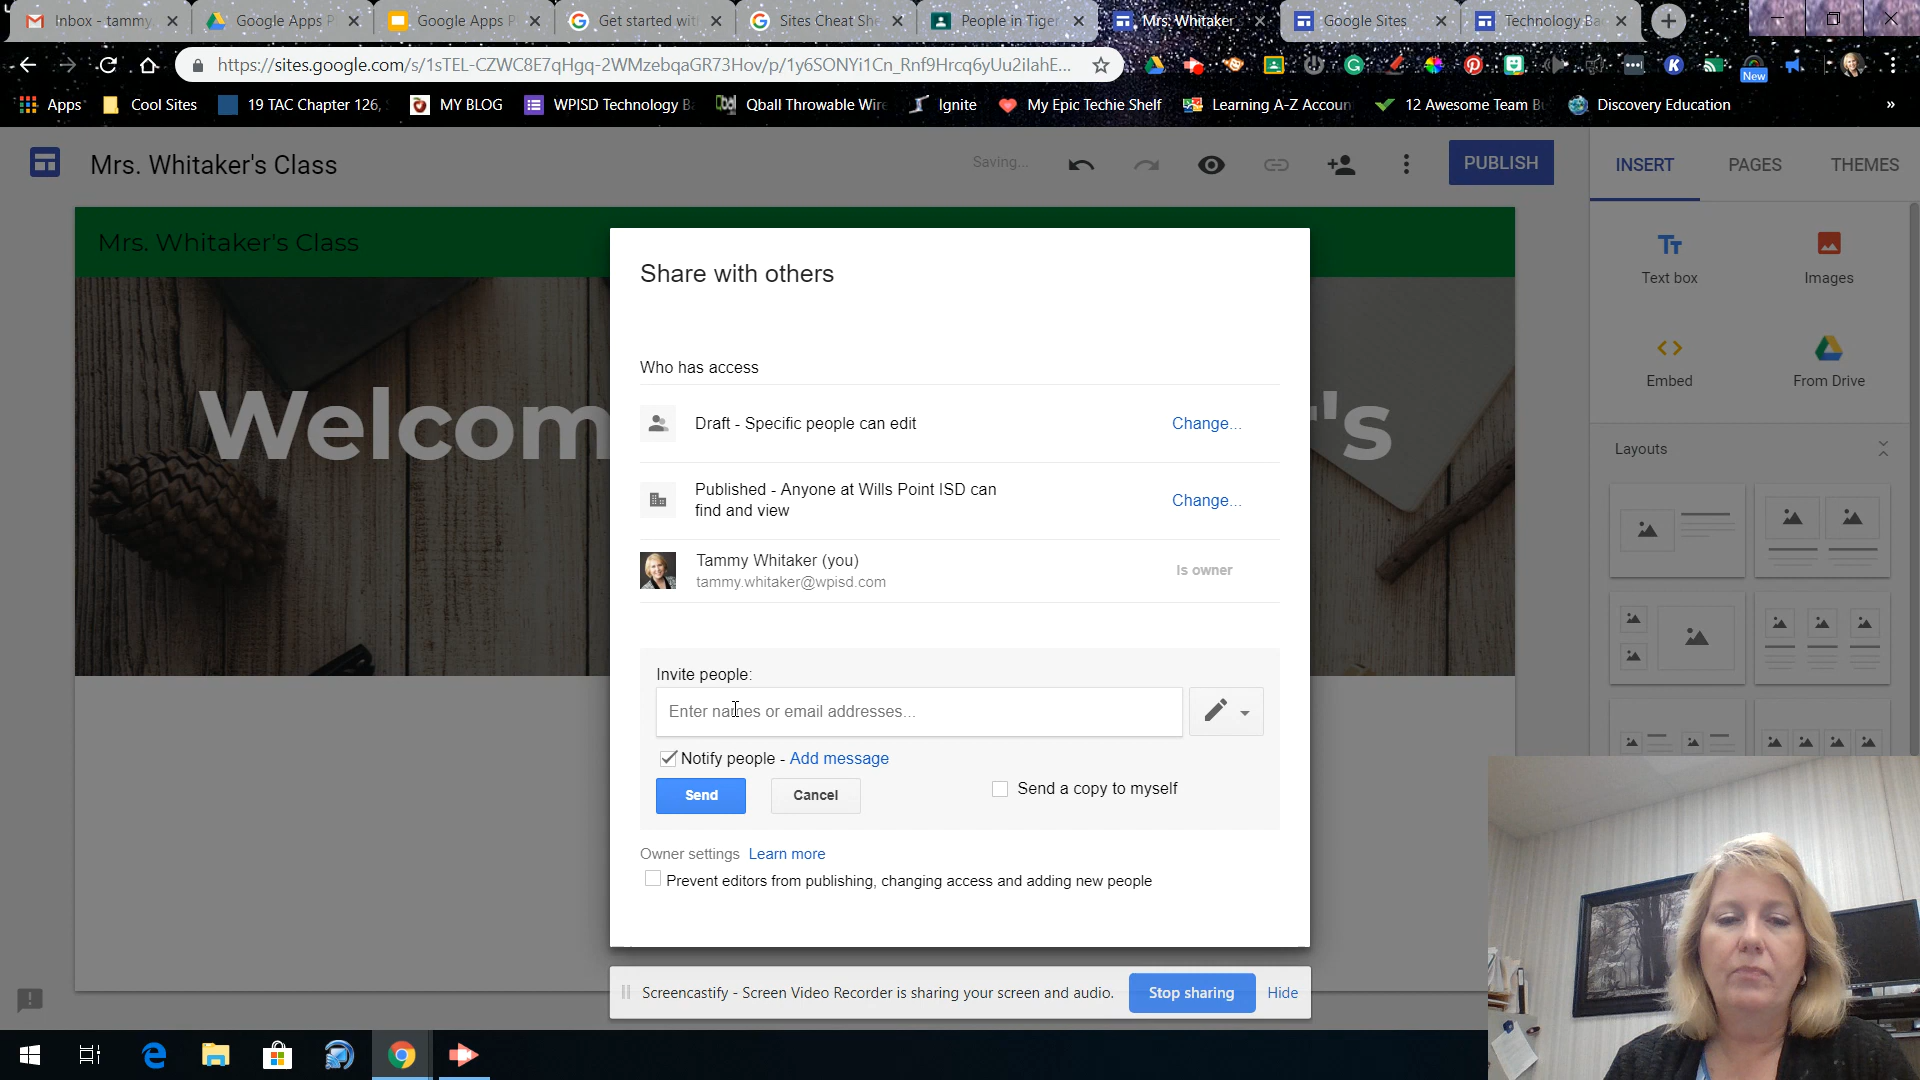 Inbox - tammy
Google Apps P
Google Apps P
Get started wit
Sites Cheat She
People in Tiger
Mrs. Whitaker
Google Sites
Technology Ba
https://sites.google.com/s/1sTEL-CZWC8E7qHgq-2WMzebqaGR73Hov/p/1y6SONYi1Cn_Rnf9Hrcq6yUu2iIahE...
New
Apps
Cool Sites
19 TAC Chapter 126,
MY BLOG
WPISD Technology Ba
Qball Throwable Wire
Ignite
My Epic Techie Shelf
Learning A-Z Accoun
12 Awesome Team B
Discovery Education
»
Mrs. Whitaker's Class
Saving...
PUBLISH
INSERT
PAGES
THEMES
Mrs. Whitaker's Class
Welcom
r's
Share with others
Who has access
Draft - Specific people can edit
Change...
Published - Anyone at Wills Point ISD can
find and view
Change...
Tammy Whitaker (you)
tammy.whitaker@wpisd.com
Is owner
Invite people:
Enter names or email addresses...
Notify people - Add message
Send
Cancel
Send a copy to myself
Owner settings Learn more
Prevent editors from publishing, changing access and adding new people
Tт
Text box
Images
Embed
From Drive
Layouts
Screencastify - Screen Video Recorder is sharing your screen and audio.
Stop sharing
Hide